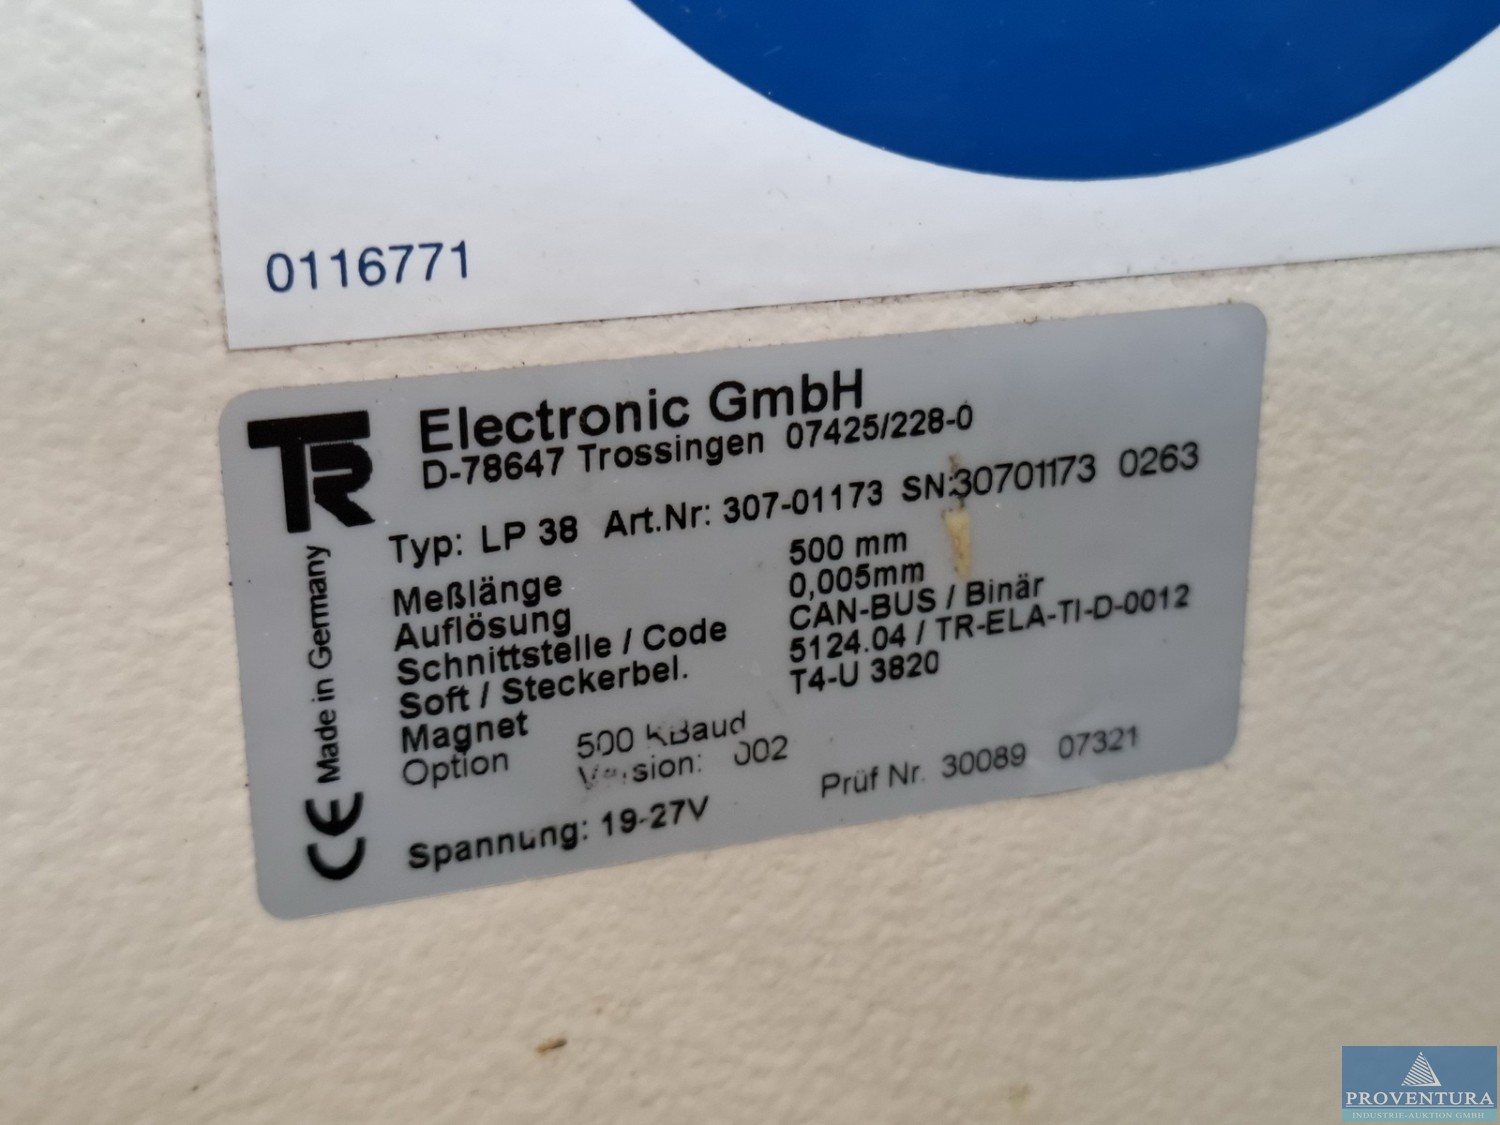 0116771
TR Electronic GmbH
D-78647 Trossingen 07425/228-0
Typ: LP 38 Art.Nr: 307-01173 SN:30701173 0263
Meßlänge 500 mm
Auflösung 0,005mm
Schnittstelle / Code CAN-BUS / Binär
Soft / Steckerbel. 5124.04 / TR-ELA-TI-D-0012
Magnet T4-U 3820
Option 500 KBaud
Version: 002
Prüf Nr. 30089 07321
Spannung: 19-27V
Made in Germany
CE
PROVENTURA
INDUSTRIE-AUKTION GMBH